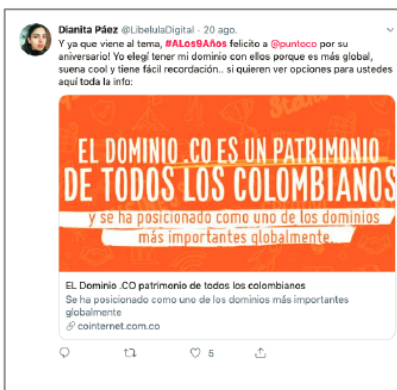 Dianita Páez @LibelulaDigital · 20 ago.
Y ya que viene al tema, #ALos9Años felicito a @puntoco por su
aniversario! Yo elegí tener mi dominio con ellos porque es más global,
suena cool y tiene fácil recordación.. si quieren ver opciones para ustedes
aquí toda la info:
EL DOMINIO .CO ES UN PATRIMONIO
DE TODOS LOS COLOMBIANOS
y se ha posicionado como uno de los dominios
más importantes globalmente.
EL Dominio .CO patrimonio de todos los colombianos
Se ha posicionado como uno de los dominios más importantes
globalmente
cointernet.com.co
5